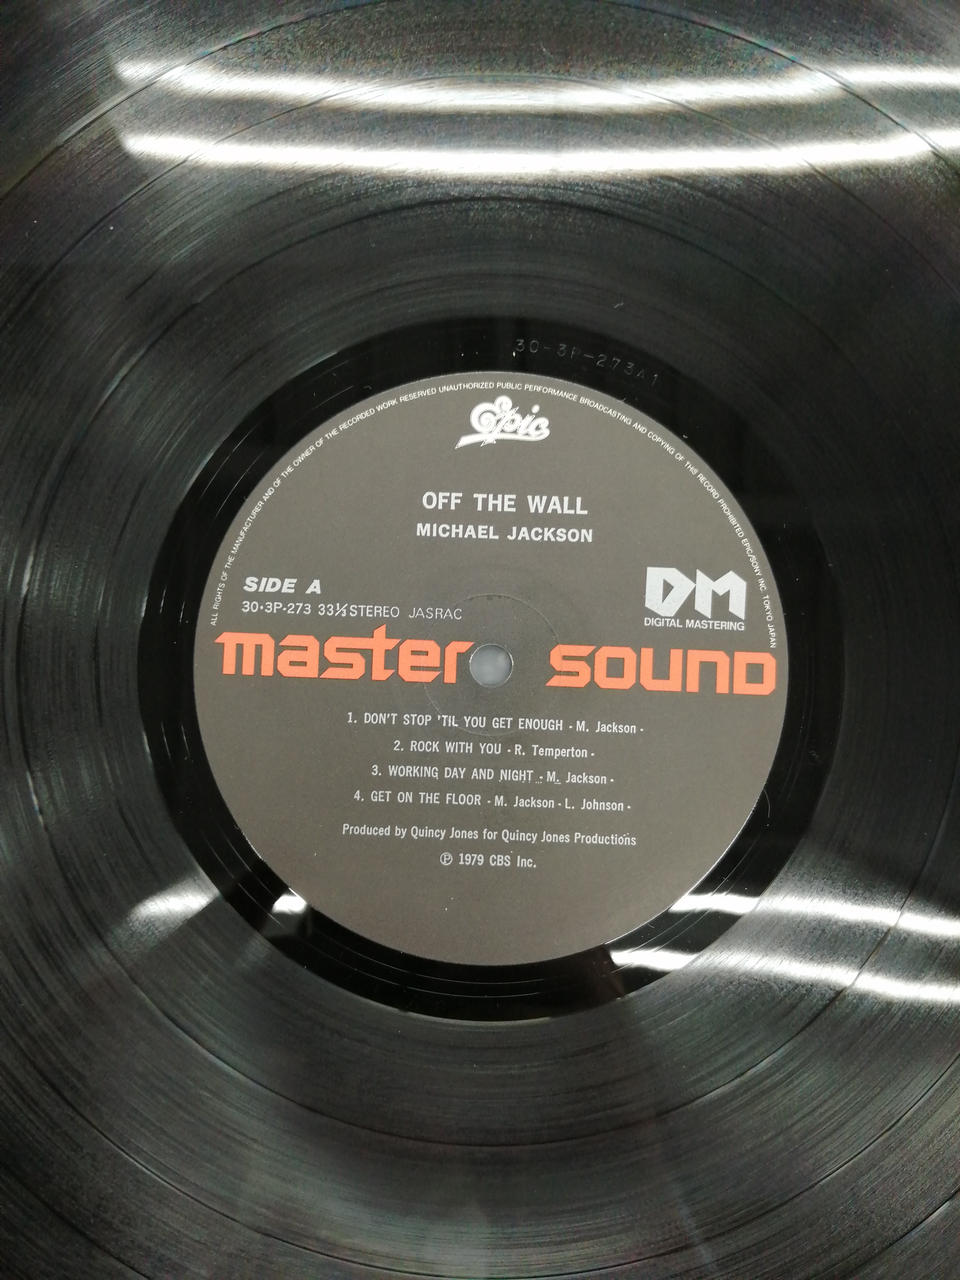 30-3P-273A1
ALL RIGHTS OF THE MANUFACTURER AND OF THE OWNER OF THE RECORDED WORK RESERVED UNAUTHORIZED PUBLIC PERFORMANCE BROADCASTING AND COPYING OF THIS RECORD PROHIBITED EPIC/SONY INC. TOKYO JAPAN
Epic
OFF THE WALL
MICHAEL JACKSON
SIDE A
30・3P-273 33⅓ STEREO JASRAC
DM
DIGITAL MASTERING
master sound
1. DON'T STOP 'TIL YOU GET ENOUGH - M. Jackson -
2. ROCK WITH YOU - R. Temperton -
3. WORKING DAY AND NIGHT - M. Jackson -
4. GET ON THE FLOOR - M. Jackson - L. Johnson -
Produced by Quincy Jones for Quincy Jones Productions
℗ 1979 CBS Inc.